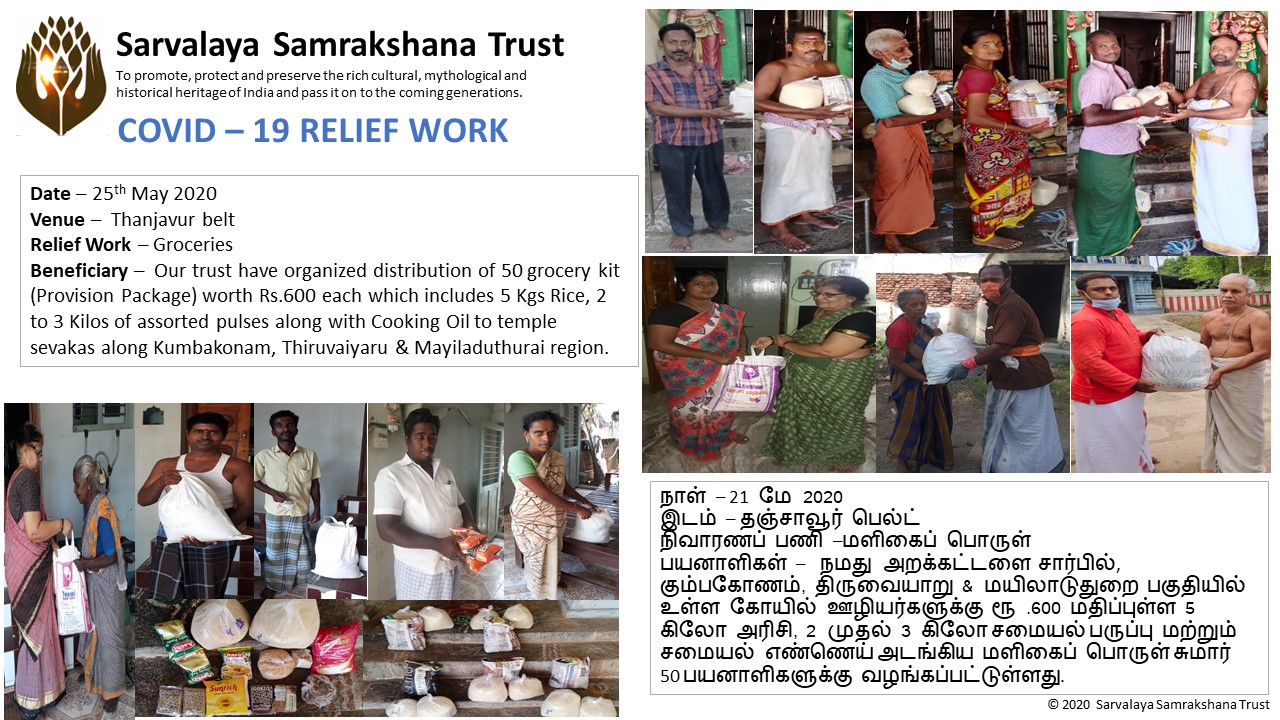 Sarvalaya Samrakshana Trust
To promote, protect and preserve the rich cultural, mythological and
historical heritage of India and pass it on to the coming generations.
COVID – 19 RELIEF WORK
Date – 25th May 2020
Venue – Thanjavur belt
Relief Work – Groceries
Beneficiary – Our trust have organized distribution of 50 grocery kit
(Provision Package) worth Rs.600 each which includes 5 Kgs Rice, 2
to 3 Kilos of assorted pulses along with Cooking Oil to temple
sevakas along Kumbakonam, Thiruvaiyaru & Mayiladuthurai region.
Sunrich
நாள் – 21 மே 2020
இடம் – தஞ்சாவூர் பெல்ட்
நிவாரணப் பணி –மளிகைப் பொருள்
பயனாளிகள் – நமது அறக்கட்டளை சார்பில்,
கும்பகோணம், திருவையாறு & மயிலாடுதுறை பகுதியில்
உள்ள கோயில் ஊழியர்களுக்கு ரூ .600 மதிப்புள்ள 5
கிலோ அரிசி, 2 முதல் 3 கிலோ சமையல் பருப்பு மற்றும்
சமையல் எண்ணெய் அடங்கிய மளிகைப் பொருள் சுமார்
50 பயனாளிகளுக்கு வழங்கப்பட்டுள்ளது.
© 2020 Sarvalaya Samrakshana Trust